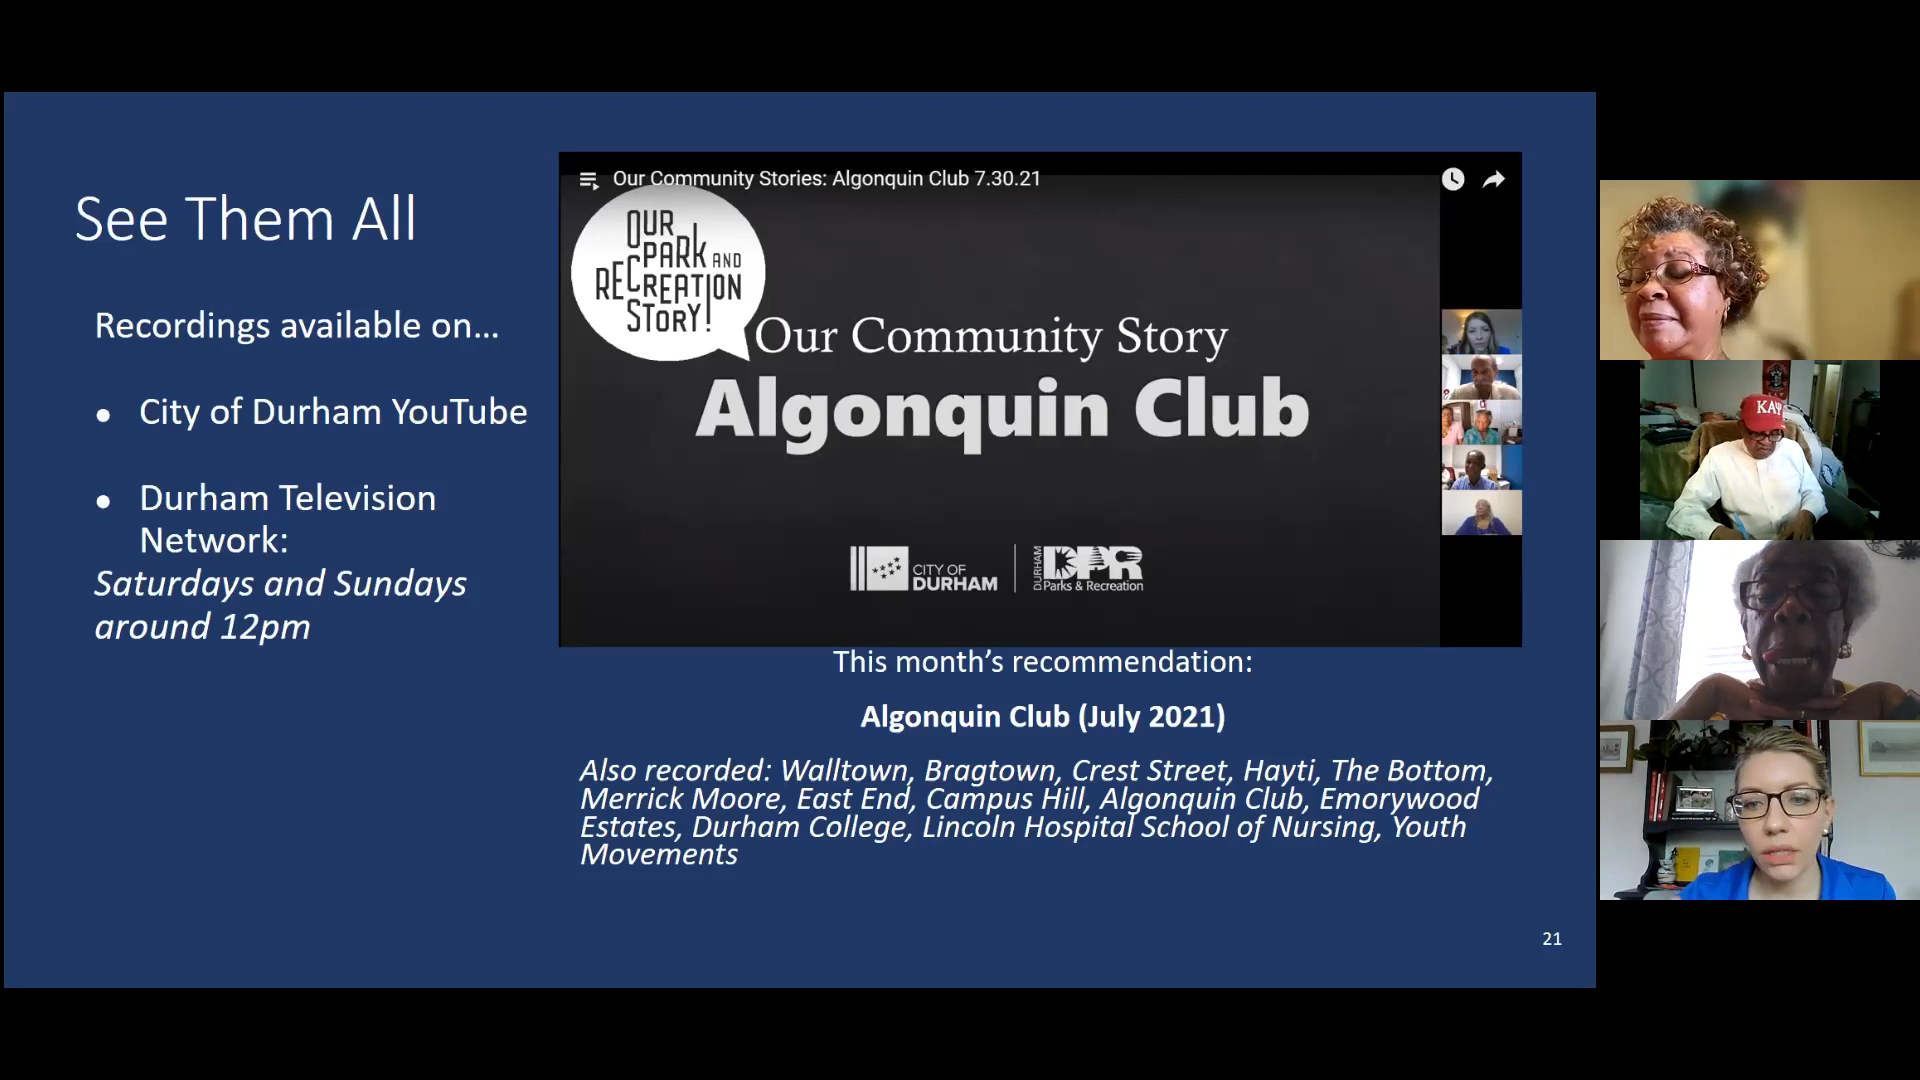 See Them All
Recordings available on...
• City of Durham YouTube
• Durham Television
Network:
Saturdays and Sundays
around 12pm
Our Community Stories: Algonquin Club 7.30.21
OUR
PARK AND
RECREATION
STORY!
Our Community Story
Algonquin Club
CITY OF
DURHAM
DURHAM
DPR
Parks & Recreation
This month’s recommendation:
Algonquin Club (July 2021)
Also recorded: Walltown, Bragtown, Crest Street, Hayti, The Bottom,
Merrick Moore, East End, Campus Hill, Algonquin Club, Emorywood
Estates, Durham College, Lincoln Hospital School of Nursing, Youth
Movements
21
ΚΑΨ